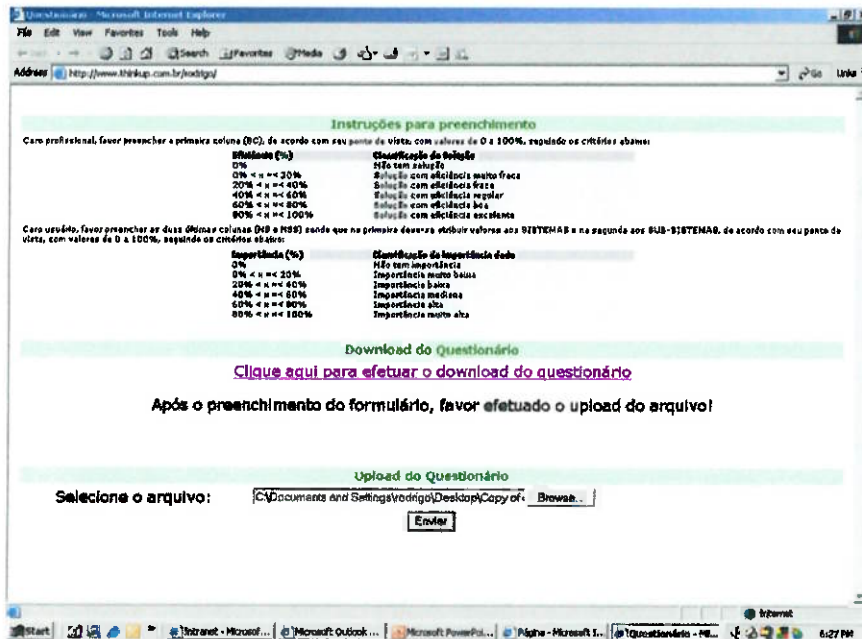 Questionário - Microsoft Internet Explorer
File Edit View Favorites Tools Help
Search Favorites Media
Address http://www.thinkup.com.br/rodrigo/ Go Links
Instruções para preenchimento
Caro profissional, favor preencher a primeira coluna (BC), de acordo com seu ponto de vista, com valores de 0 a 100%, seguindo os critérios abaixo:
Eficiência (%) Classificação da Solução
0% Não tem solução
0% < x =< 20% Solução com eficiência muito fraca
20% < x =< 40% Solução com eficiência fraca
40% < x =< 60% Solução com eficiência regular
60% < x =< 80% Solução com eficiência boa
80% < x =< 100% Solução com eficiência excelente
Caro usuário, favor preencher as duas últimas colunas (NS e NSS) sendo que na primeira deve-se atribuir valores aos SISTEMAS e na segunda aos SUB-SISTEMAS, de acordo com seu ponto de
vista, com valores de 0 a 100%, seguindo os critérios abaixo:
Importância (%) Classificação da importância dada
0% Não tem importância
0% < x =< 20% Importância muito baixa
20% < x =< 40% Importância baixa
40% < x =< 60% Importância mediana
60% < x =< 80% Importância alta
80% < x =< 100% Importância muito alta
Download do Questionário
Clique aqui para efetuar o download do questionário
Após o preenchimento do formulário, favor efetuado o upload do arquivo!
Upload do Questionário
Selecione o arquivo: C:\Documents and Settings\rodrigo\Desktop\Copy of Browse...
Enviar
Internet
Start Intranet - Microsof... Microsoft Outlook ... Microsoft PowerPoi... Página - Microsoft I... Questionário - Mi... 6:27 PM